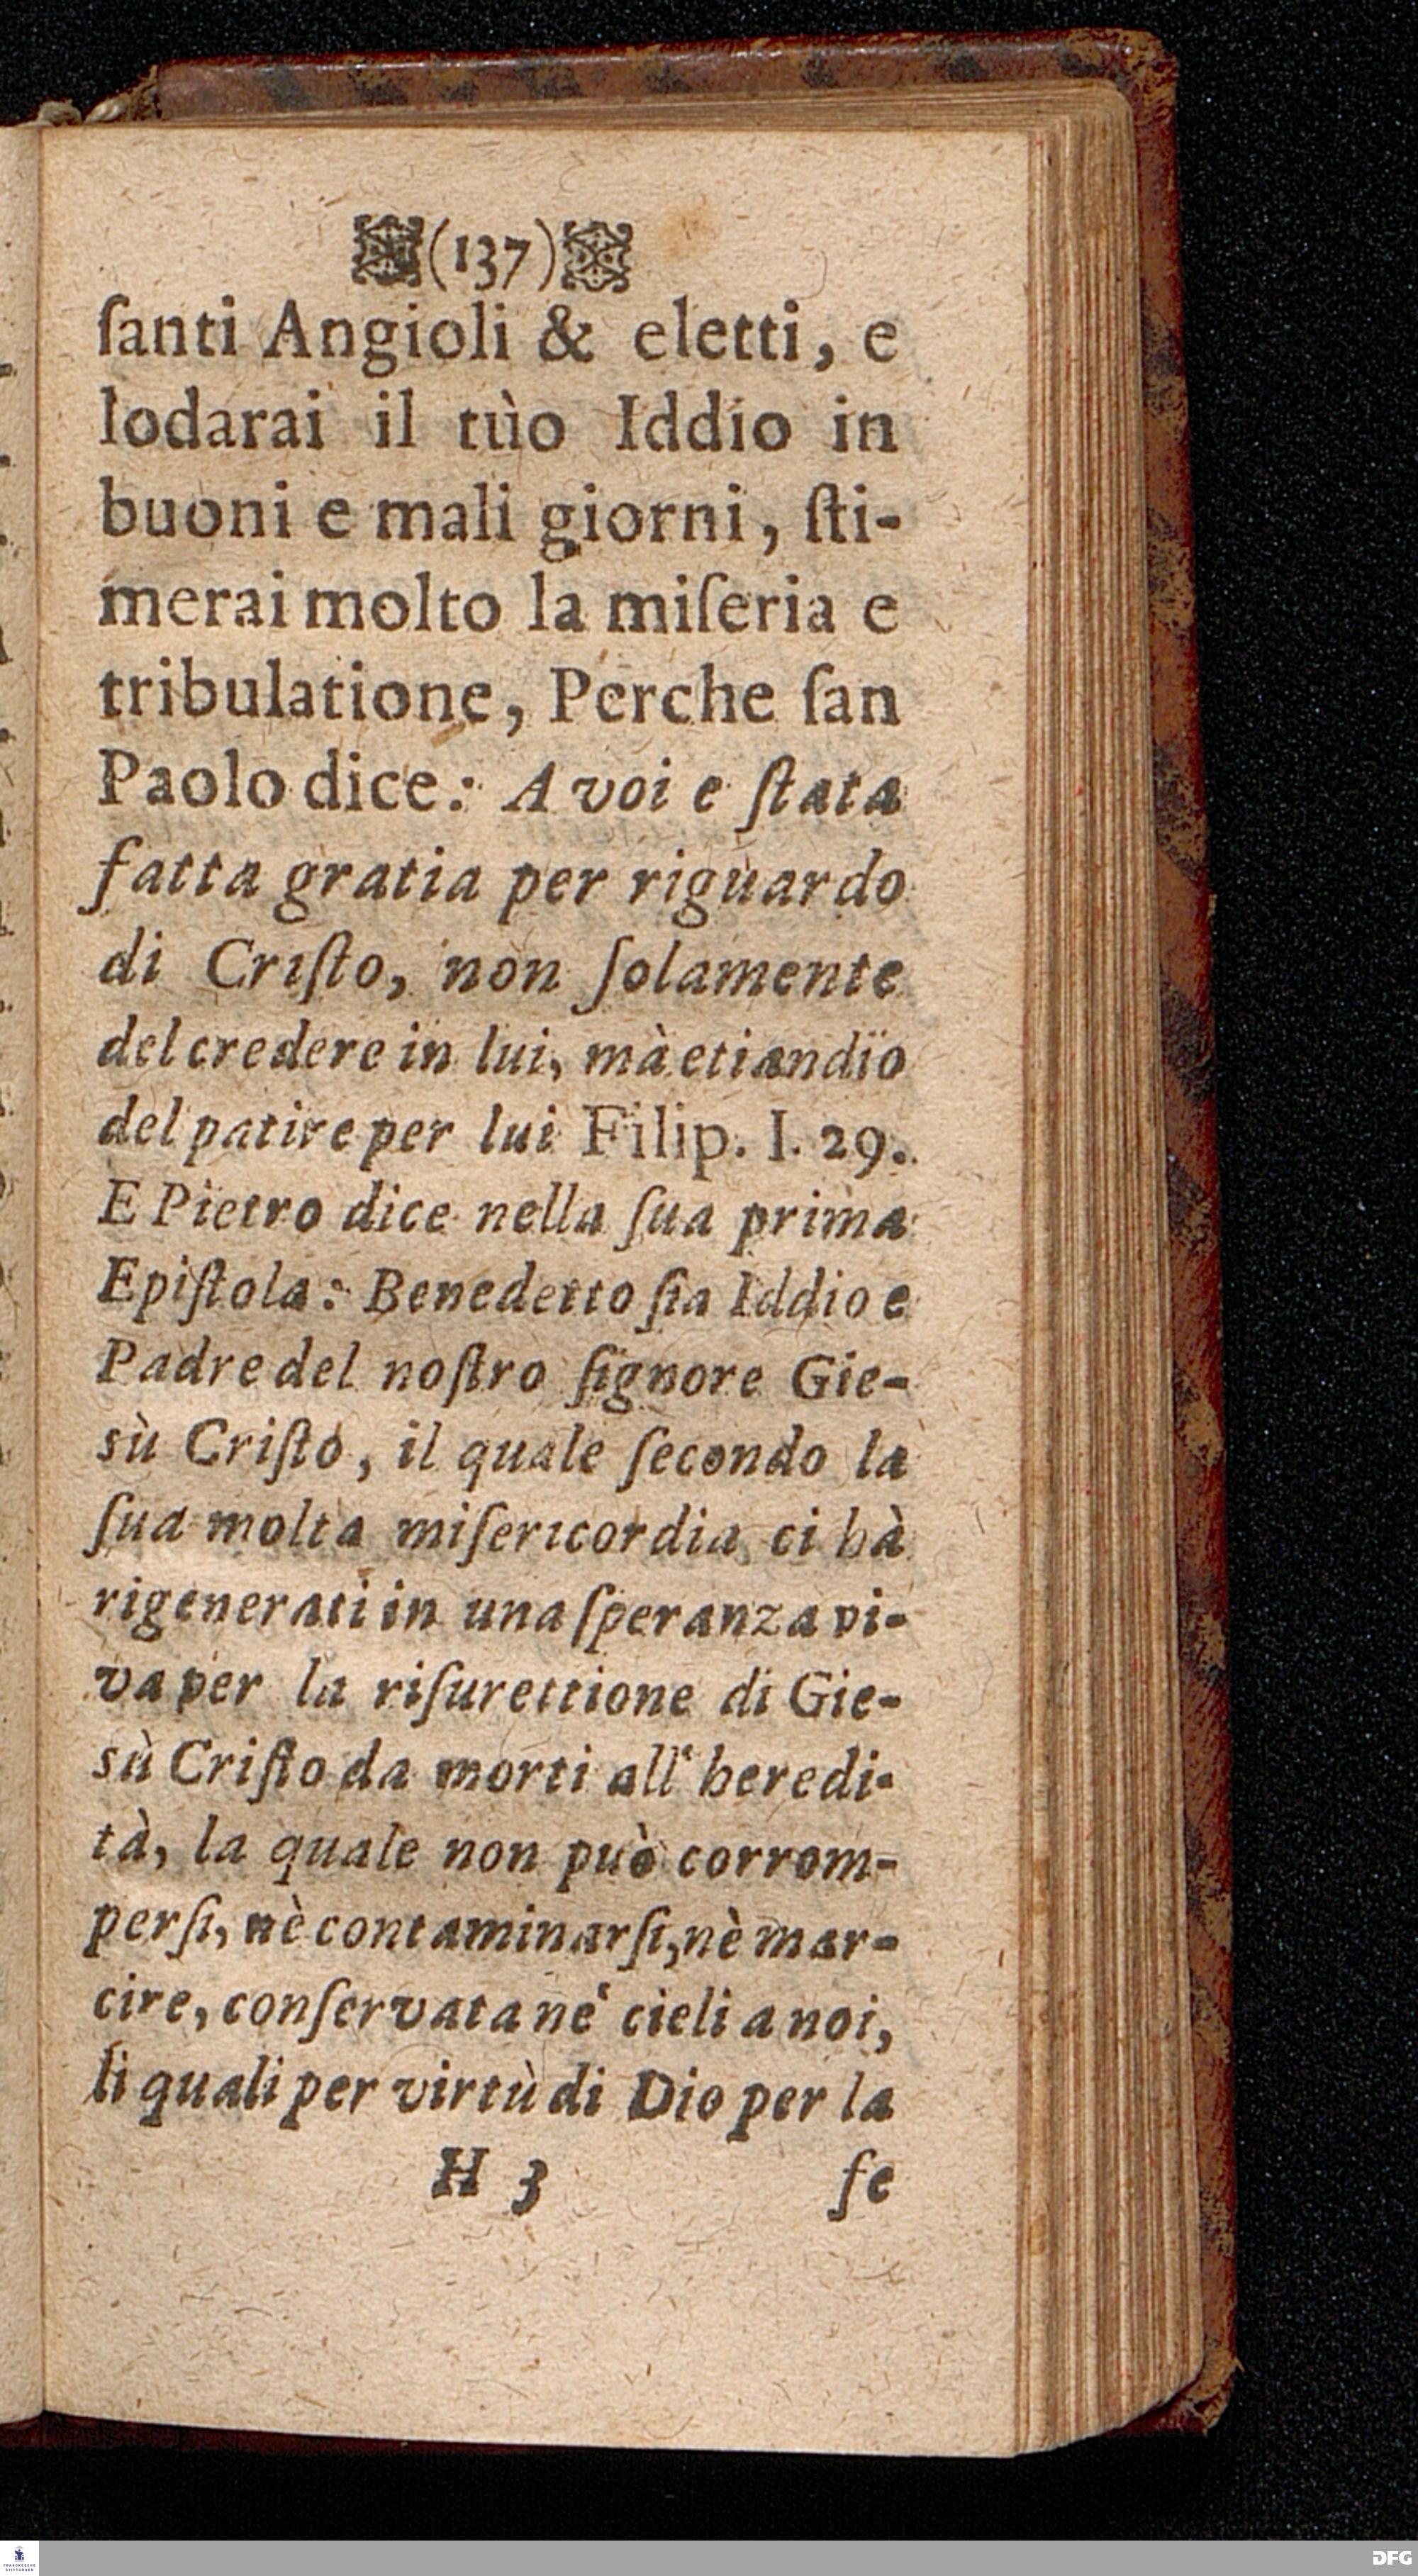 (137)
ſanti Angioli & eletti, e
lodarai il tùo Iddio in
buoni e mali giorni, ſti-
merai molto la miſeria e
tribulatione, Perche ſan
Paolo dice: A voi e ſtata
fatta gratia per riguardo
di Criſto, non ſolamente
del credere in lui, mà etiandïo
del patire per lui Filip. I. 29.
E Pietro dice nella ſua prima
Epiſtola: Benedetto ſia Iddio e
Padre del noſtro ſignore Gie-
sù Criſto, il quale ſecondo la
ſua molta miſericordia ci hà
rigenerati in una ſperanza vi-
va per la riſurettione di Gie-
sù Criſto da morti all‘ heredi-
tà, la quale non può corrom-
perſi, nè contaminarſi, nè mar-
cire, conſervata ne‘ cieli a noi,
li quali per virtù di Dio per la
H 3 fe
FRANCKESCHE
STIFTUNGEN
DFG